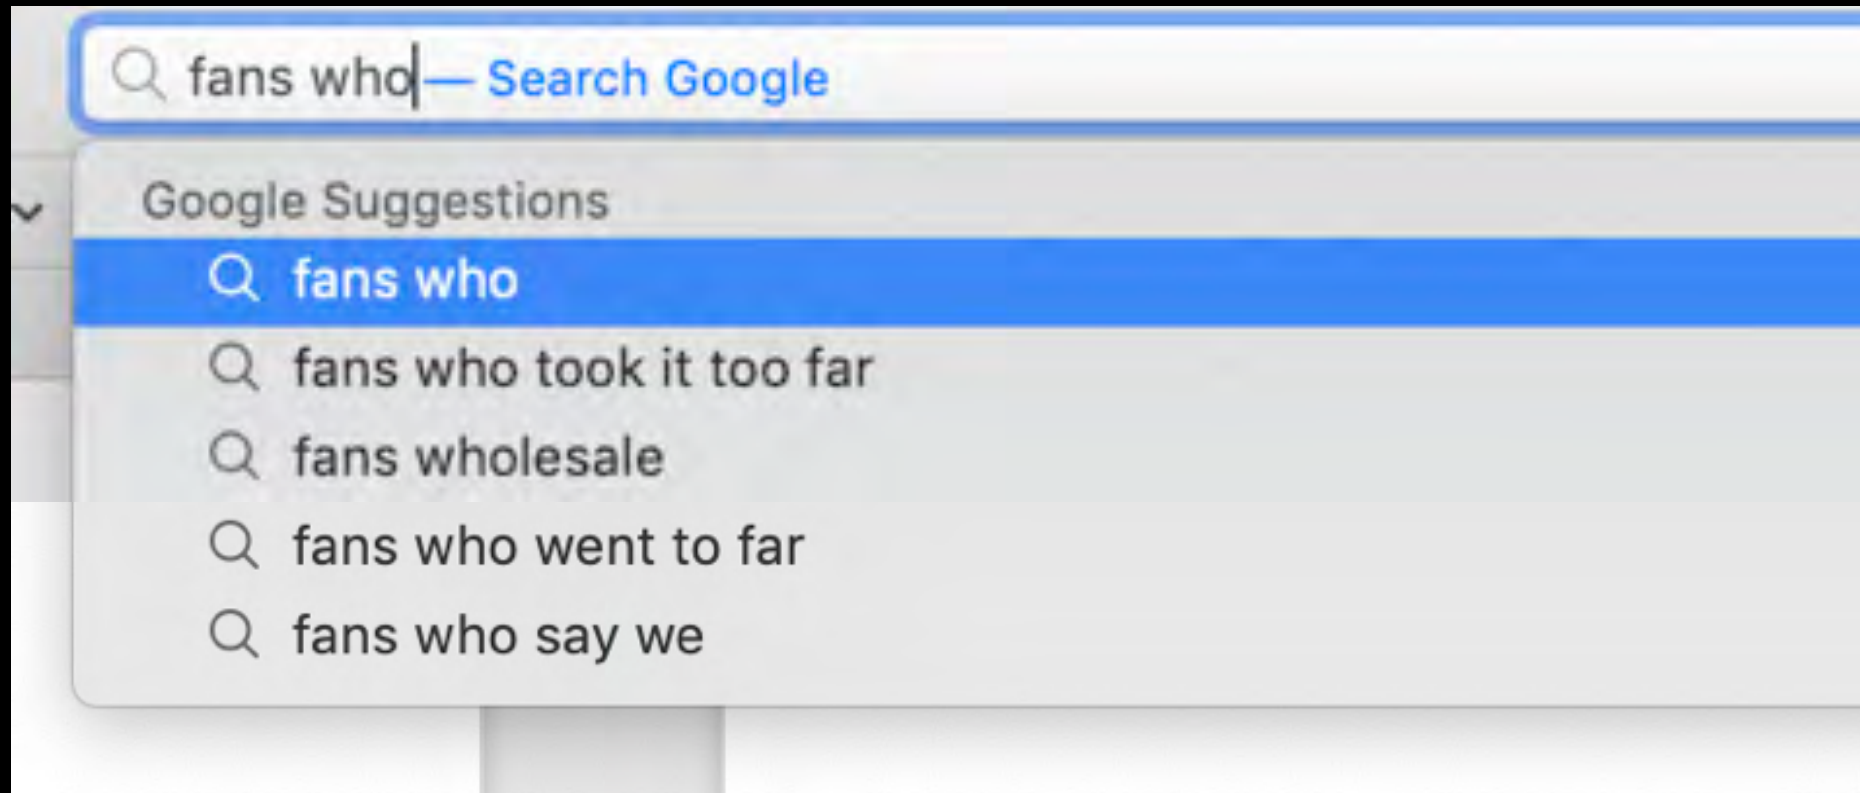 fans who — Search Google
Google Suggestions
fans who
fans who took it too far
fans wholesale
fans who went to far
fans who say we